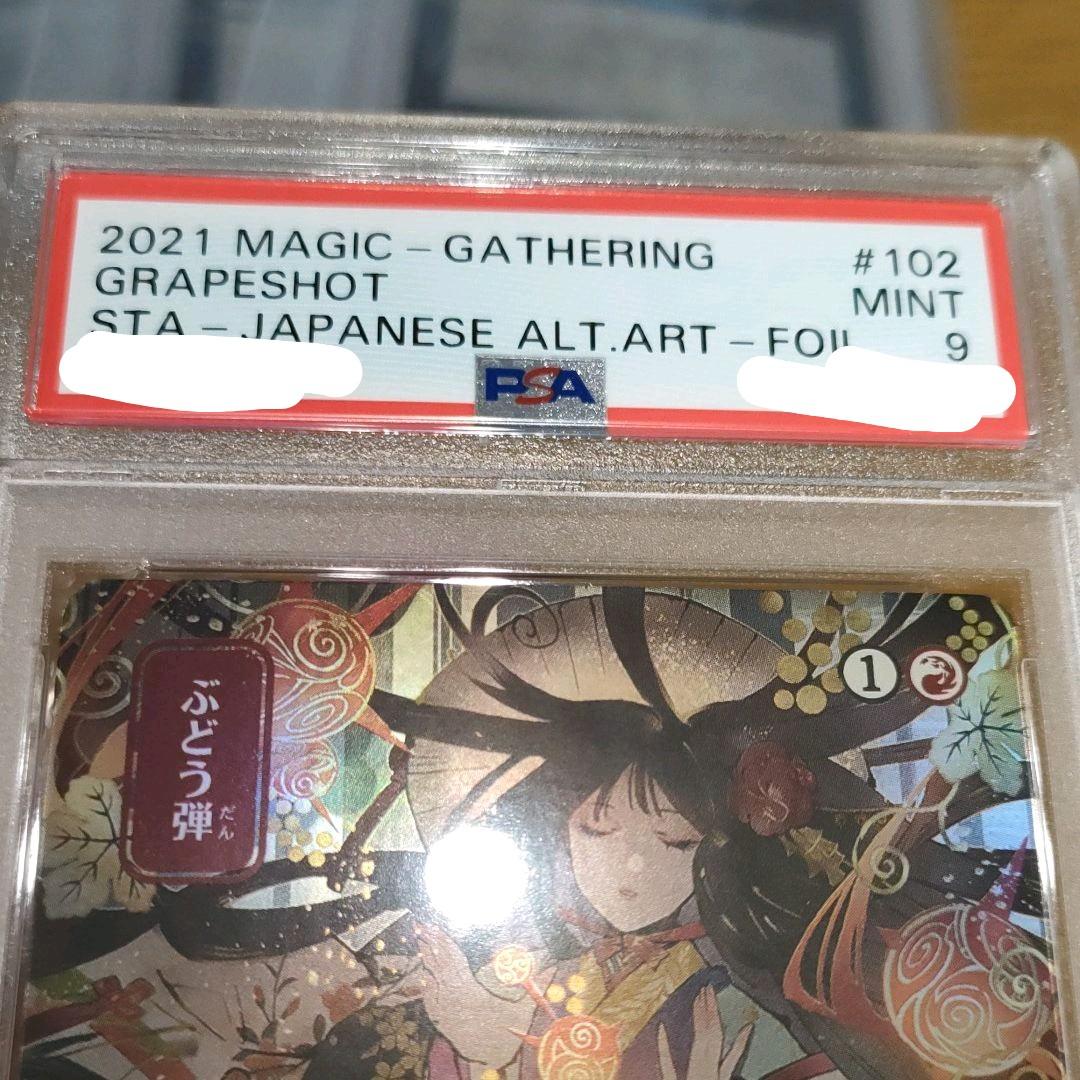 2021 MAGIC – GATHERING #102
GRAPESHOT MINT
STA – JAPANESE ALT.ART – FOIL 9
PSA
1
ぶどう弾
だん